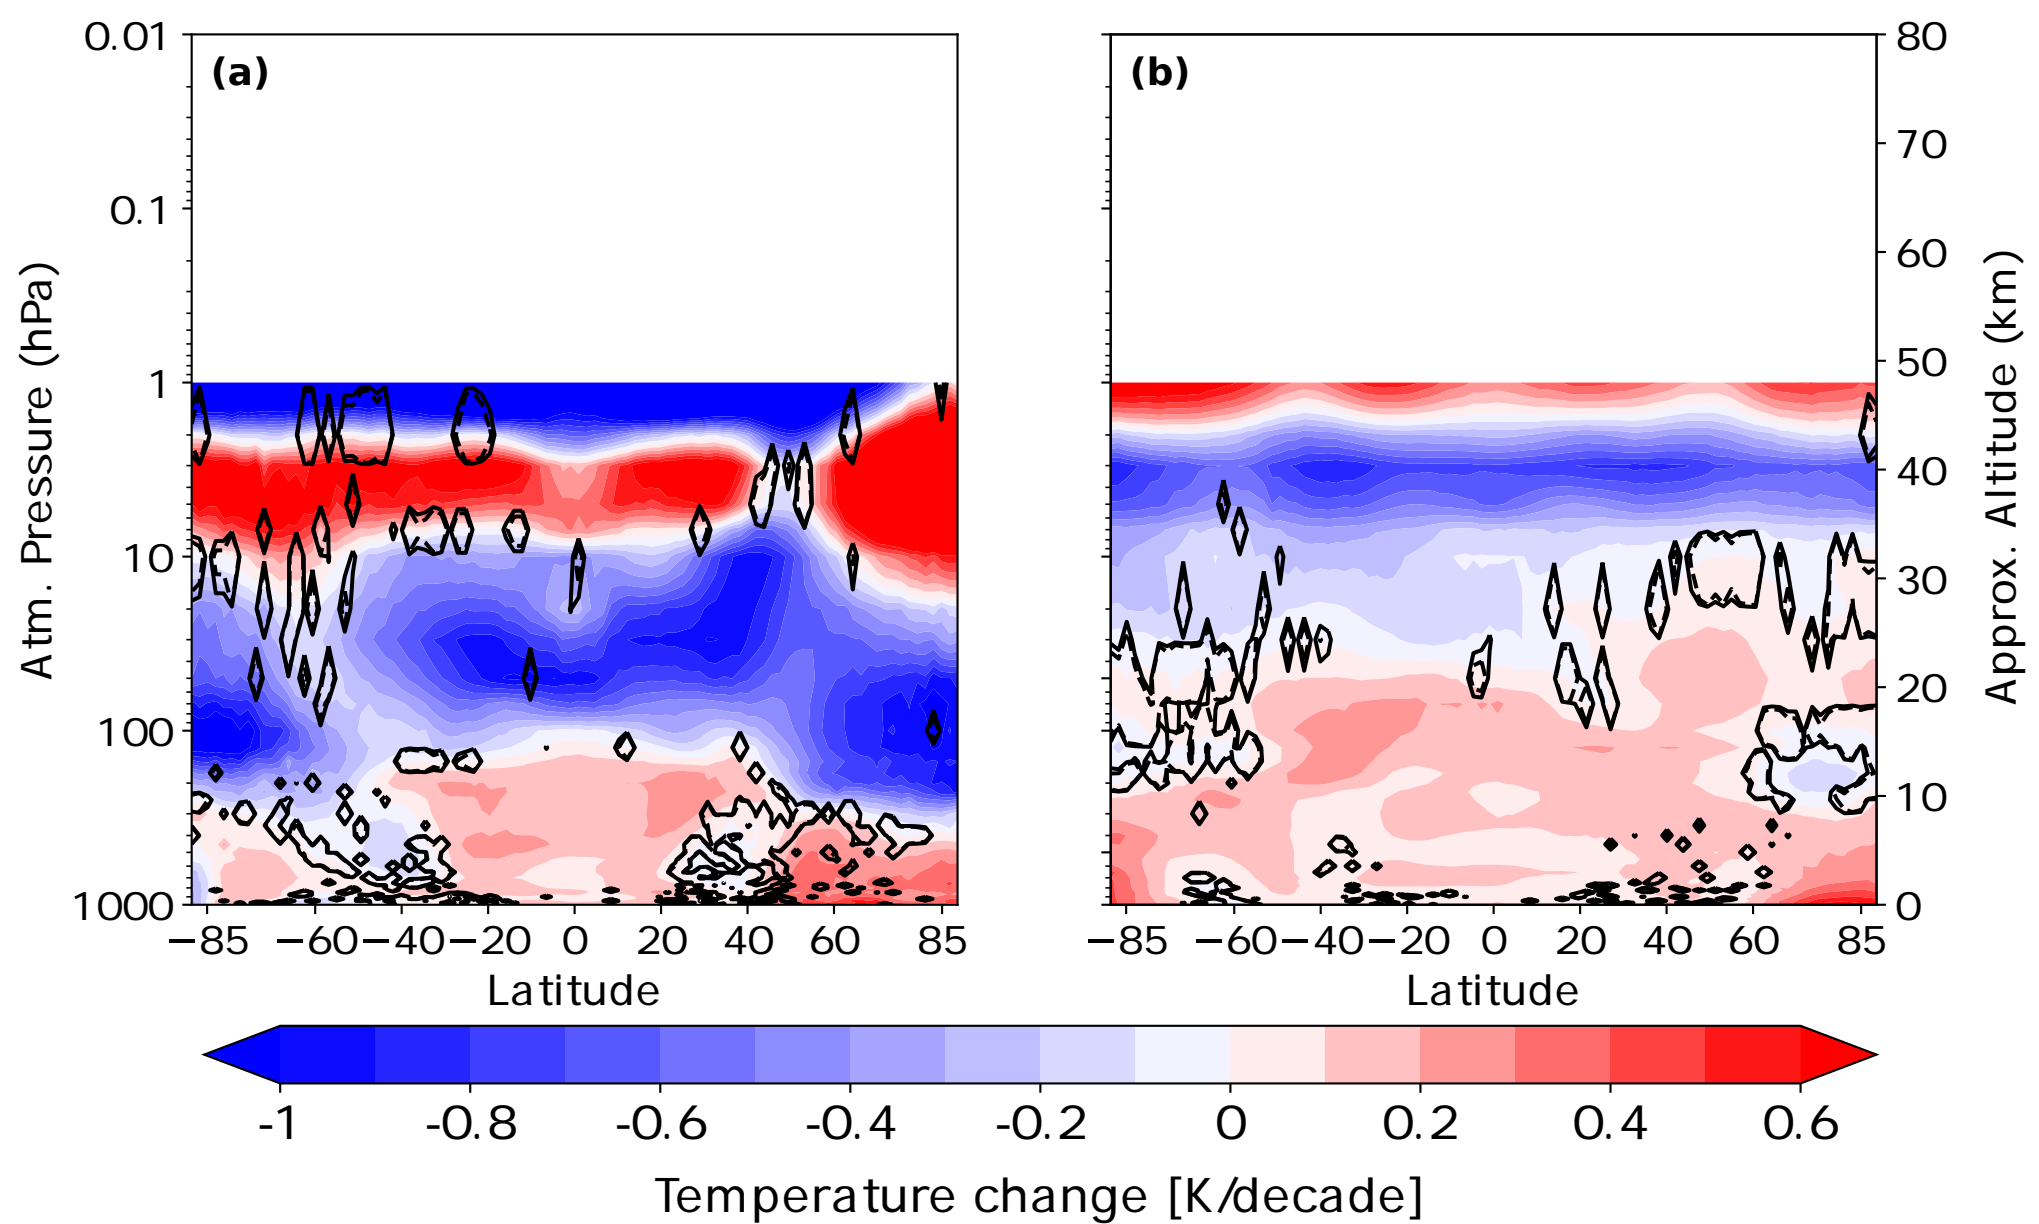 (a)
(b)
0.01
0.1
1
10
100
1000
Atm. Pressure (hPa)
80
70
60
50
40
30
20
10
0
Approx. Altitude (km)
−85 −60 −40 −20 0 20 40 60 85
−85 −60 −40 −20 0 20 40 60 85
Latitude
Latitude
-1 -0.8 -0.6 -0.4 -0.2 0 0.2 0.4 0.6
Temperature change [K/decade]